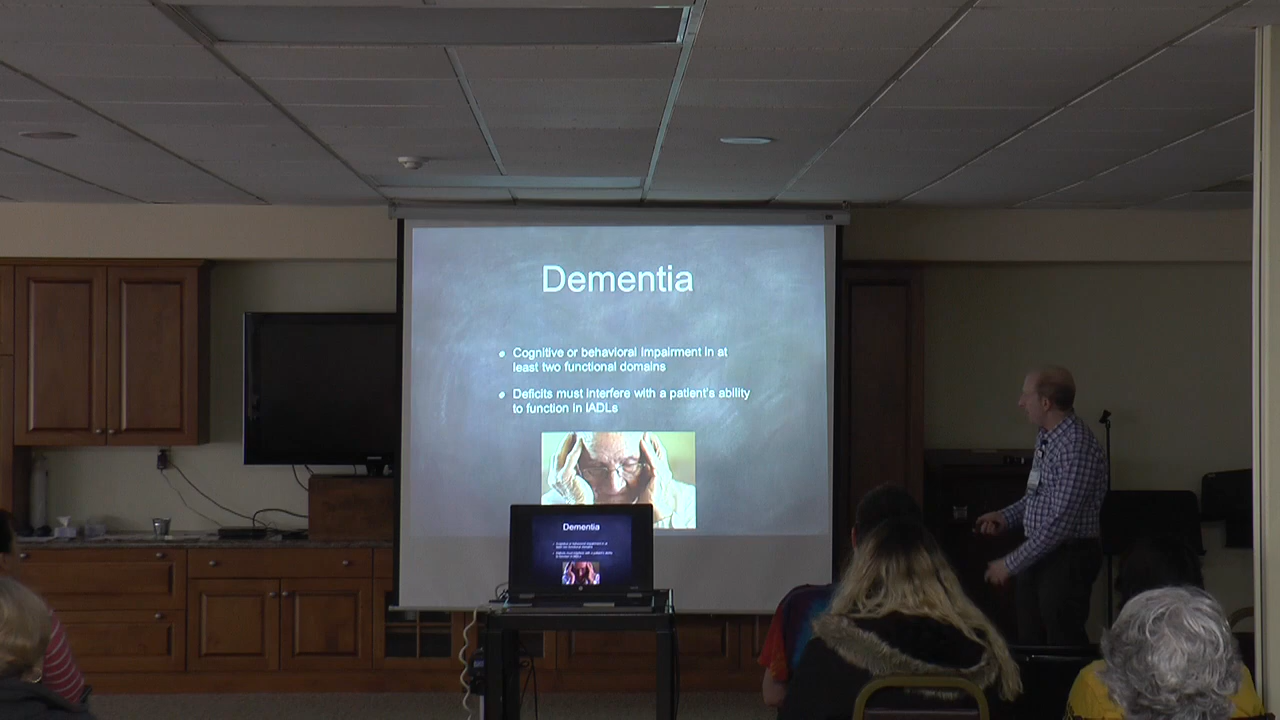 Dementia
Cognitive or behavioral impairment in at
least two functional domains
Deficits must interfere with a patient's ability
to function in IADLs
Dementia